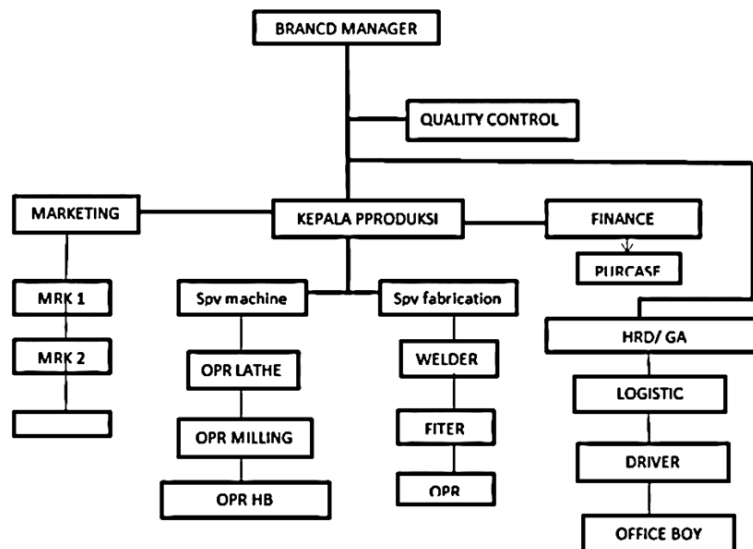 BRANCD MANAGER
QUALITY CONTROL
MARKETING
KEPALA PPRODUKSI
FINANCE
PURCASE
MRK 1
Spv machine
Spv fabrication
HRD/ GA
MRK 2
OPR LATHE
WELDER
LOGISTIC
OPR MILLING
FITER
DRIVER
OPR HB
OPR
OFFICE BOY